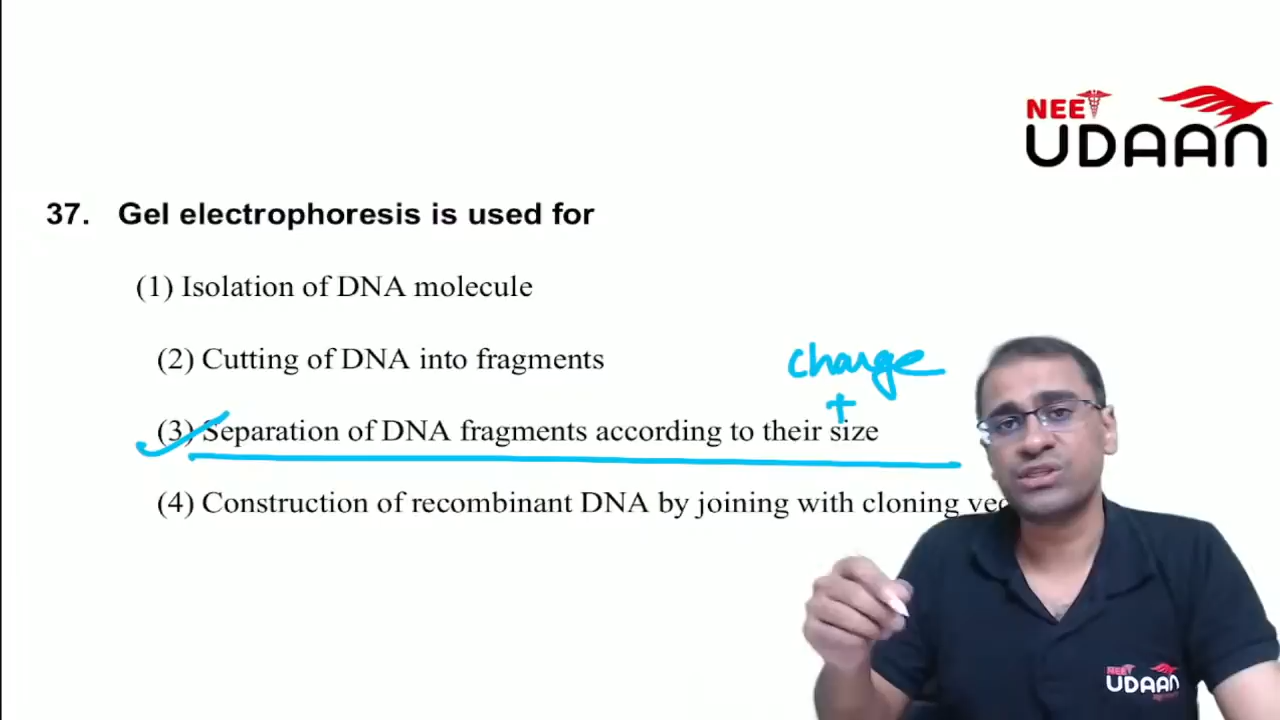 NEET
UDAAN
37. Gel electrophoresis is used for
(1) Isolation of DNA molecule
(2) Cutting of DNA into fragments
charge
+
(3) Separation of DNA fragments according to their size
(4) Construction of recombinant DNA by joining with cloning
NEET
UDAAN